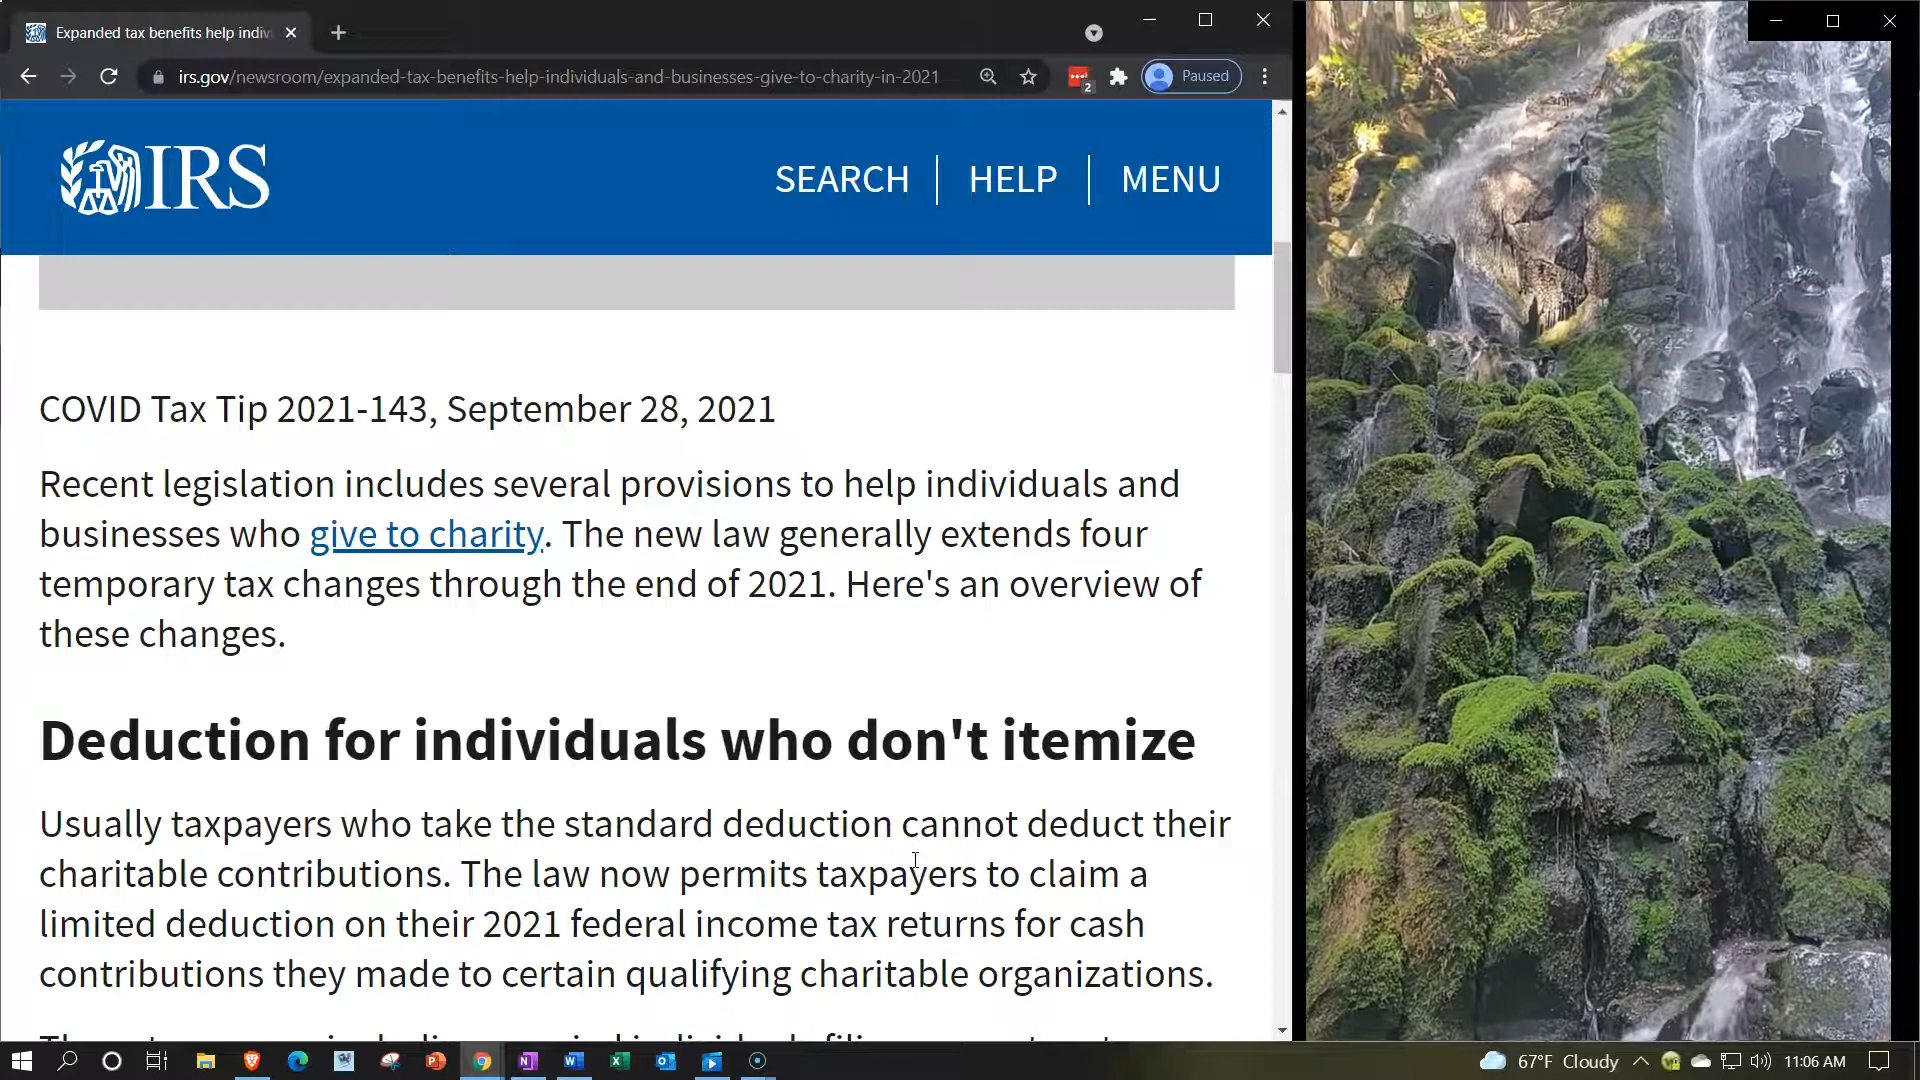 Expanded tax benefits help indiv
irs.gov/newsroom/expanded-tax-benefits-help-individuals-and-businesses-give-to-charity-in-2021
2
Paused
IRS
SEARCH
HELP
MENU
COVID Tax Tip 2021-143, September 28, 2021
Recent legislation includes several provisions to help individuals and
businesses who give to charity. The new law generally extends four
temporary tax changes through the end of 2021. Here's an overview of
these changes.
Deduction for individuals who don't itemize
Usually taxpayers who take the standard deduction cannot deduct their
charitable contributions. The law now permits taxpayers to claim a
limited deduction on their 2021 federal income tax returns for cash
contributions they made to certain qualifying charitable organizations.
67°F Cloudy
11:06 AM